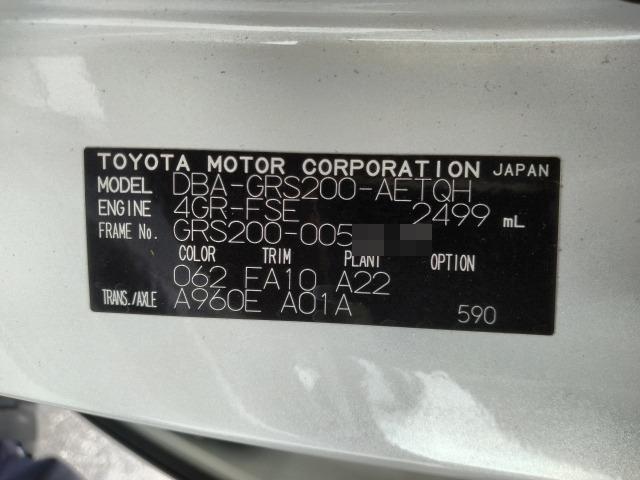 TOYOTA MOTOR CORPORATION JAPAN
MODEL DBA-GRS200-AETQH
ENGINE 4GR-FSE 2499 mL
FRAME No. GRS200-005
COLOR TRIM PLANT OPTION
062 FA10 A22
TRANS./AXLE A960E A01A 590